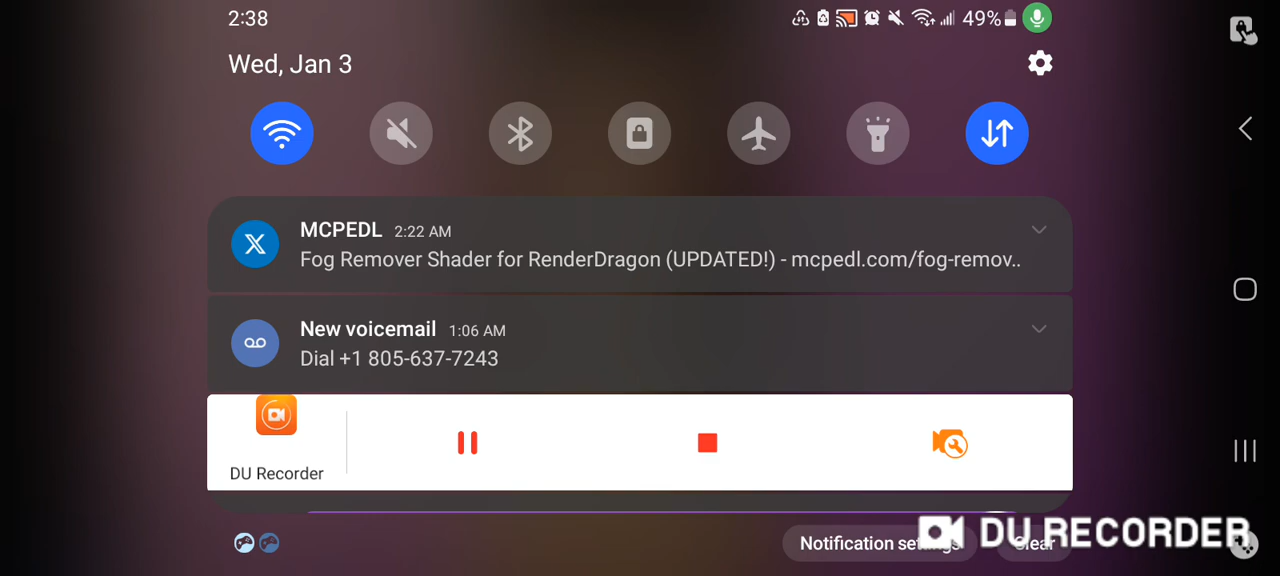 2:38
49%
Wed, Jan 3
MCPEDL 2:22 AM
Fog Remover Shader for RenderDragon (UPDATED!) - mcpedl.com/fog-remov..
New voicemail 1:06 AM
Dial +1 805-637-7243
DU Recorder
Notification settings
Clear
DU RECORDER